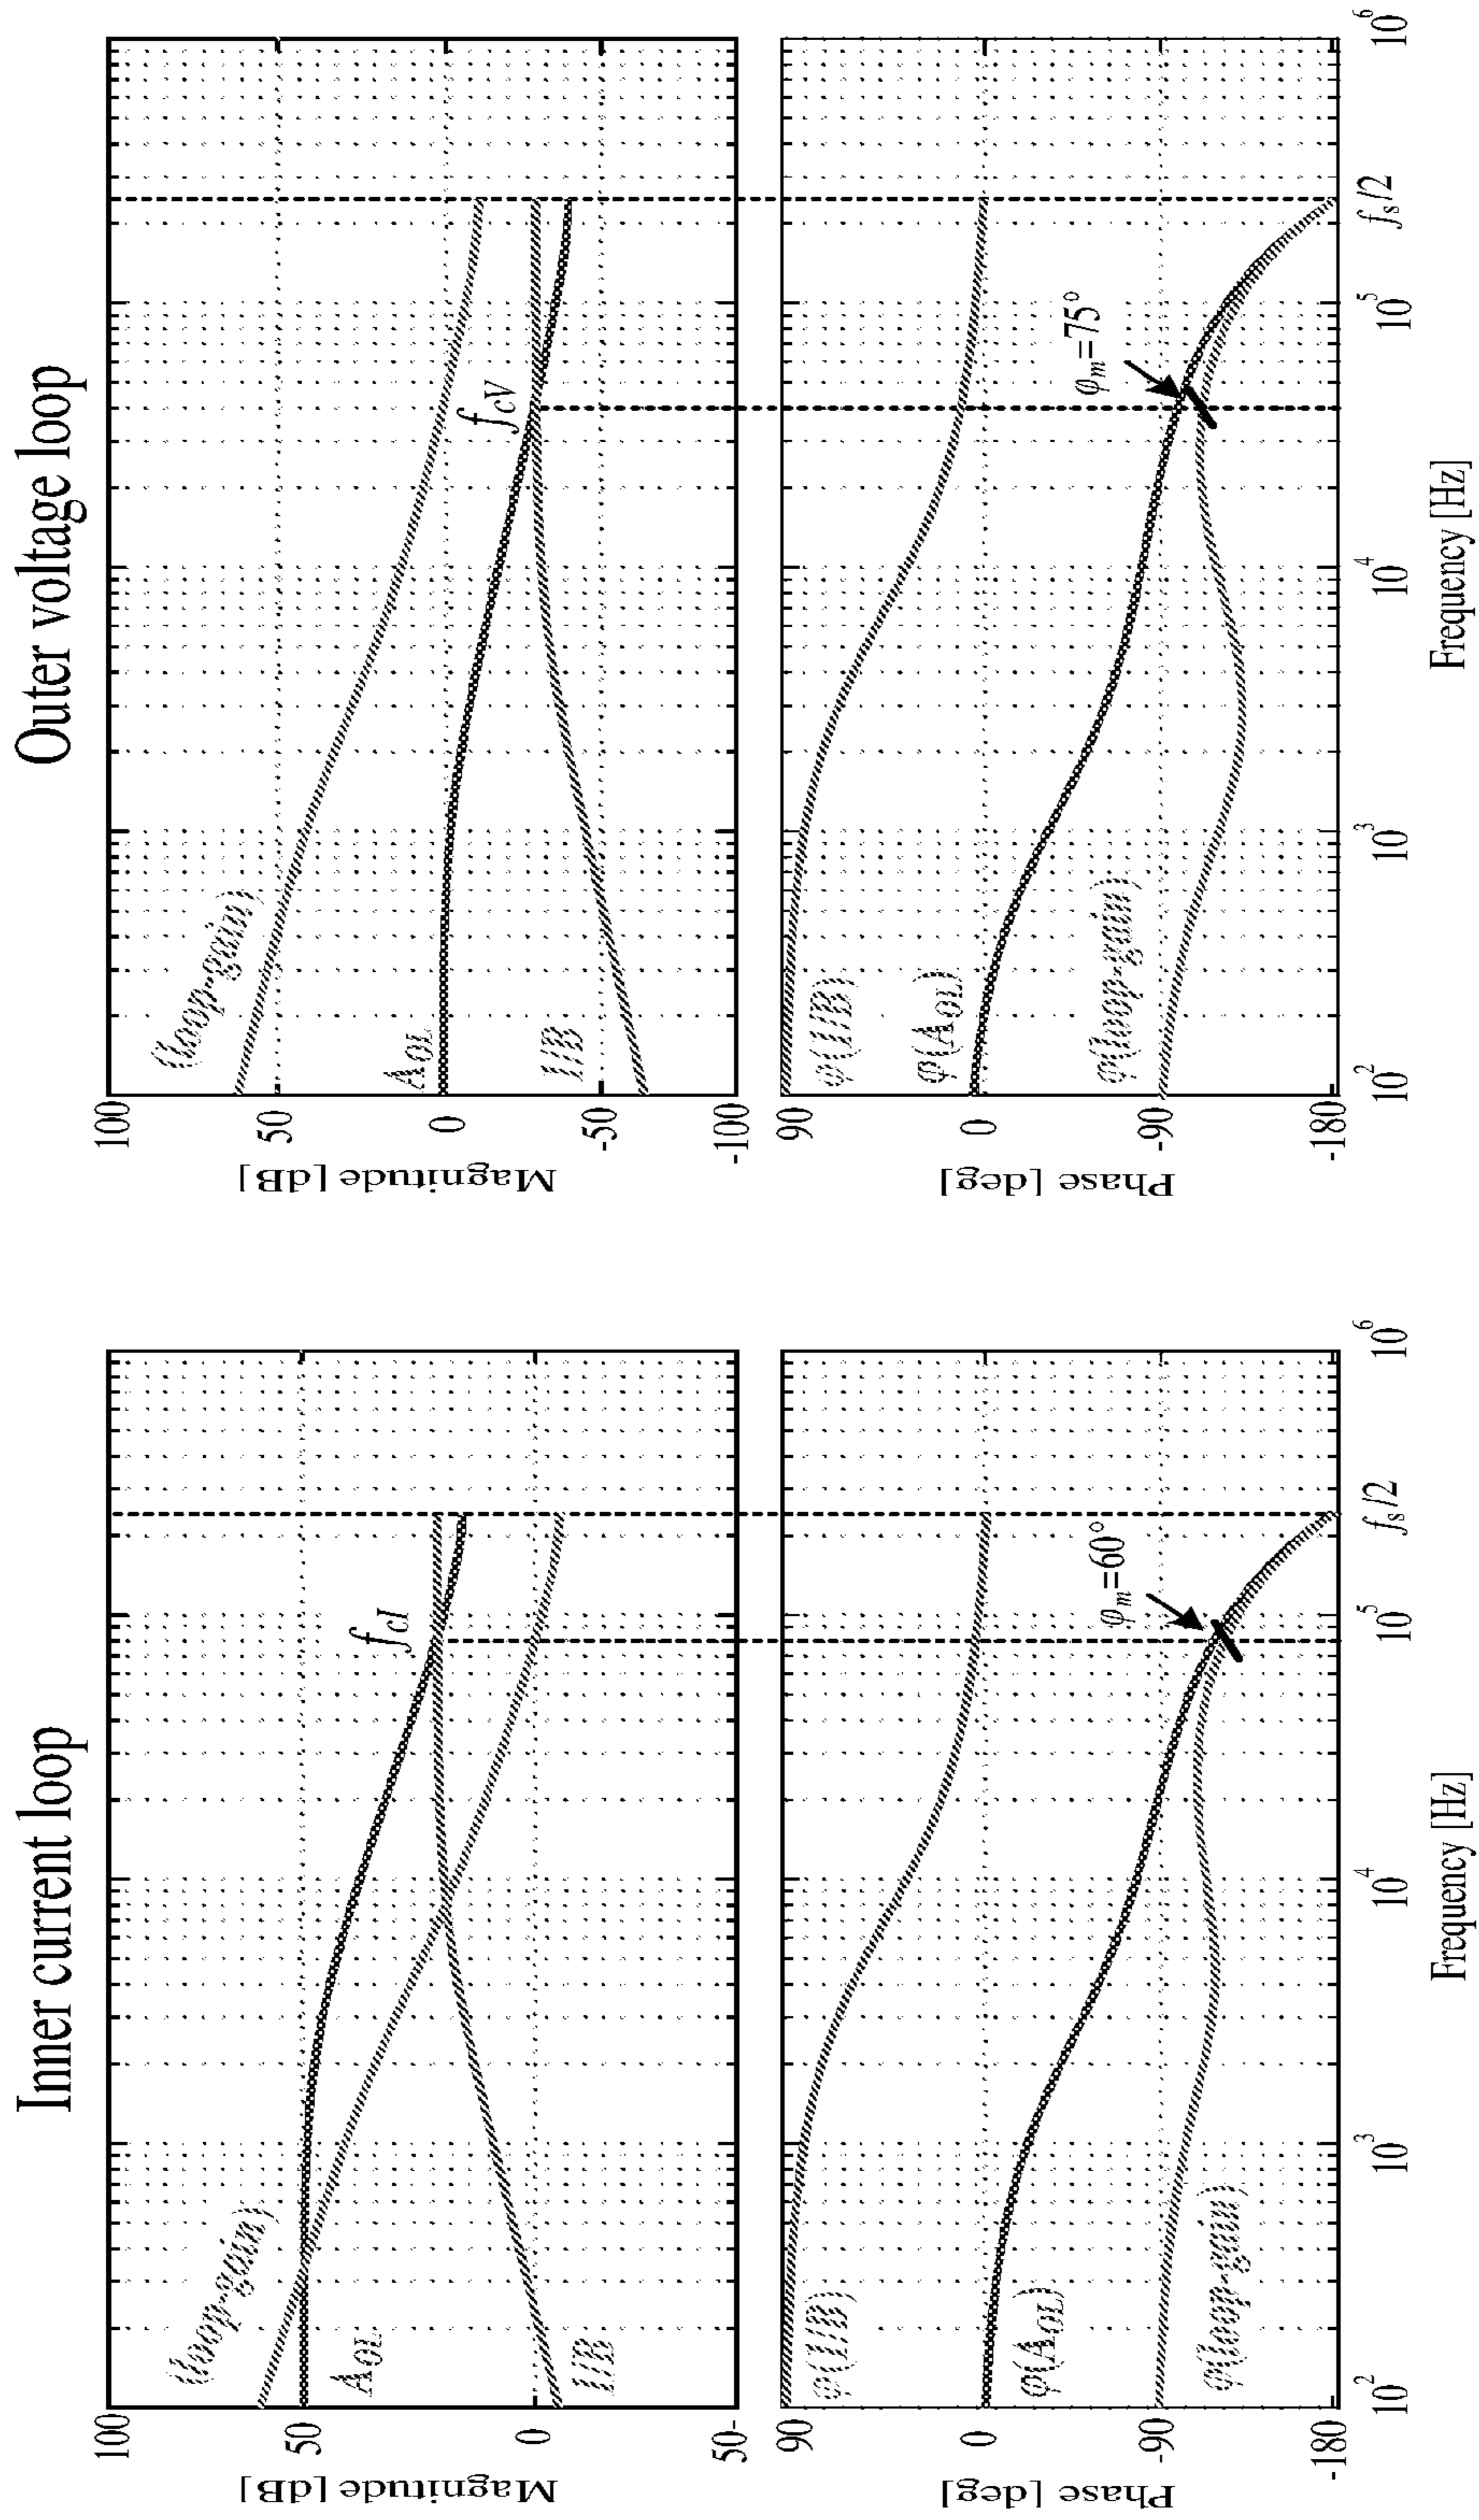 Inner current loop
100
50
0
50-
Magnitude [dB]
(loop-gain)
A_OL
1/B
f_cI
90
0
-90
-180
Phase [deg]
φ(1/B)
φ(A_OL)
φ(loop-gain)
φ_m=60°
10^2
10^3
10^4
10^5
f_s/2
10^6
Frequency [Hz]
Outer voltage loop
100
50
0
-50
-100
Magnitude [dB]
(loop-gain)
A_OL
1/B
f_cV
90
0
-90
-180
Phase [deg]
φ(1/B)
φ(A_OL)
φ(loop-gain)
φ_m=75°
10^2
10^3
10^4
10^5
f_s/2
10^6
Frequency [Hz]